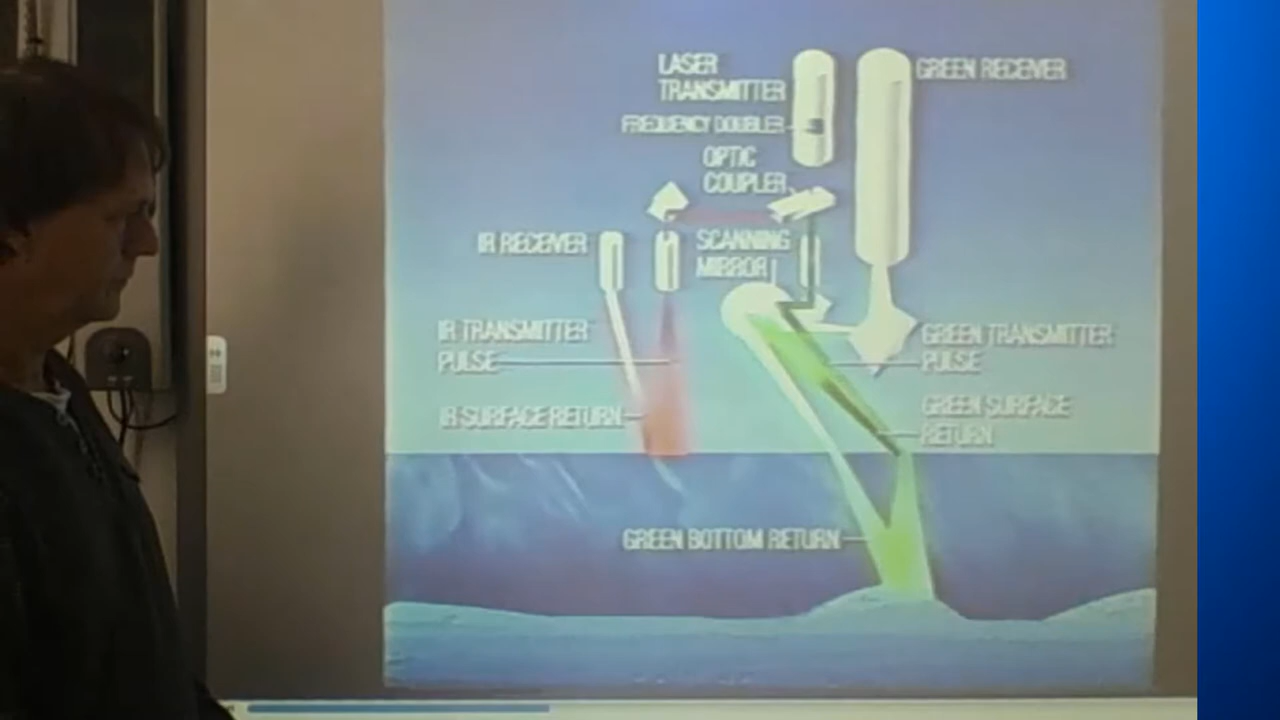 LASER
TRANSMITTER
GREEN RECEIVER
FREQUENCY DOUBLER
OPTIC
COUPLER
IR RECEIVER
SCANNING
MIRROR
IR TRANSMITTER
PULSE
GREEN TRANSMITTER
PULSE
IR SURFACE RETURN
GREEN SURFACE
RETURN
GREEN BOTTOM RETURN